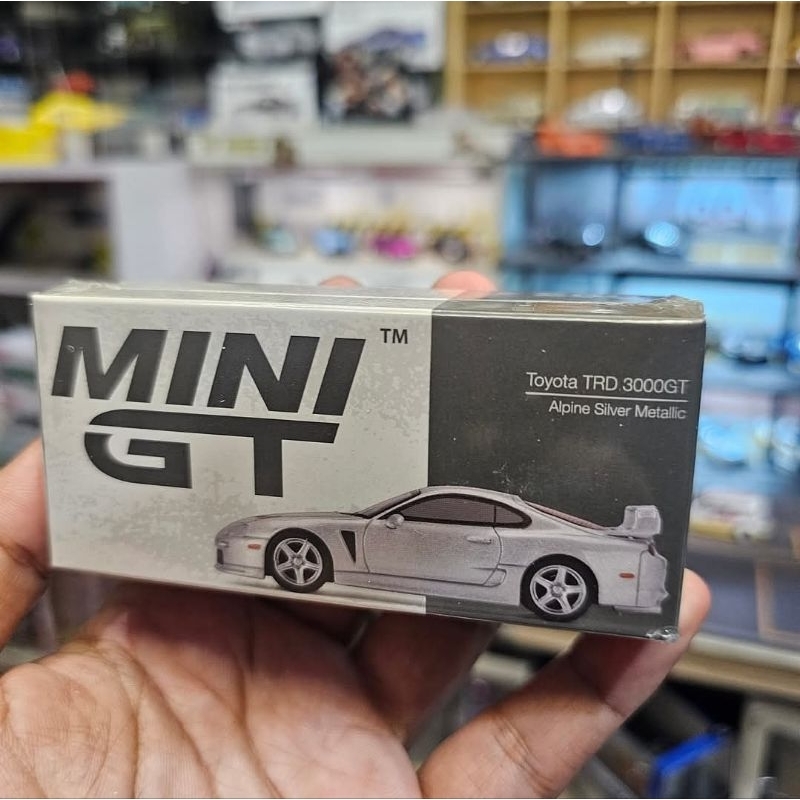 MINI
GT
TM
Toyota TRD 3000GT
Alpine Silver Metallic